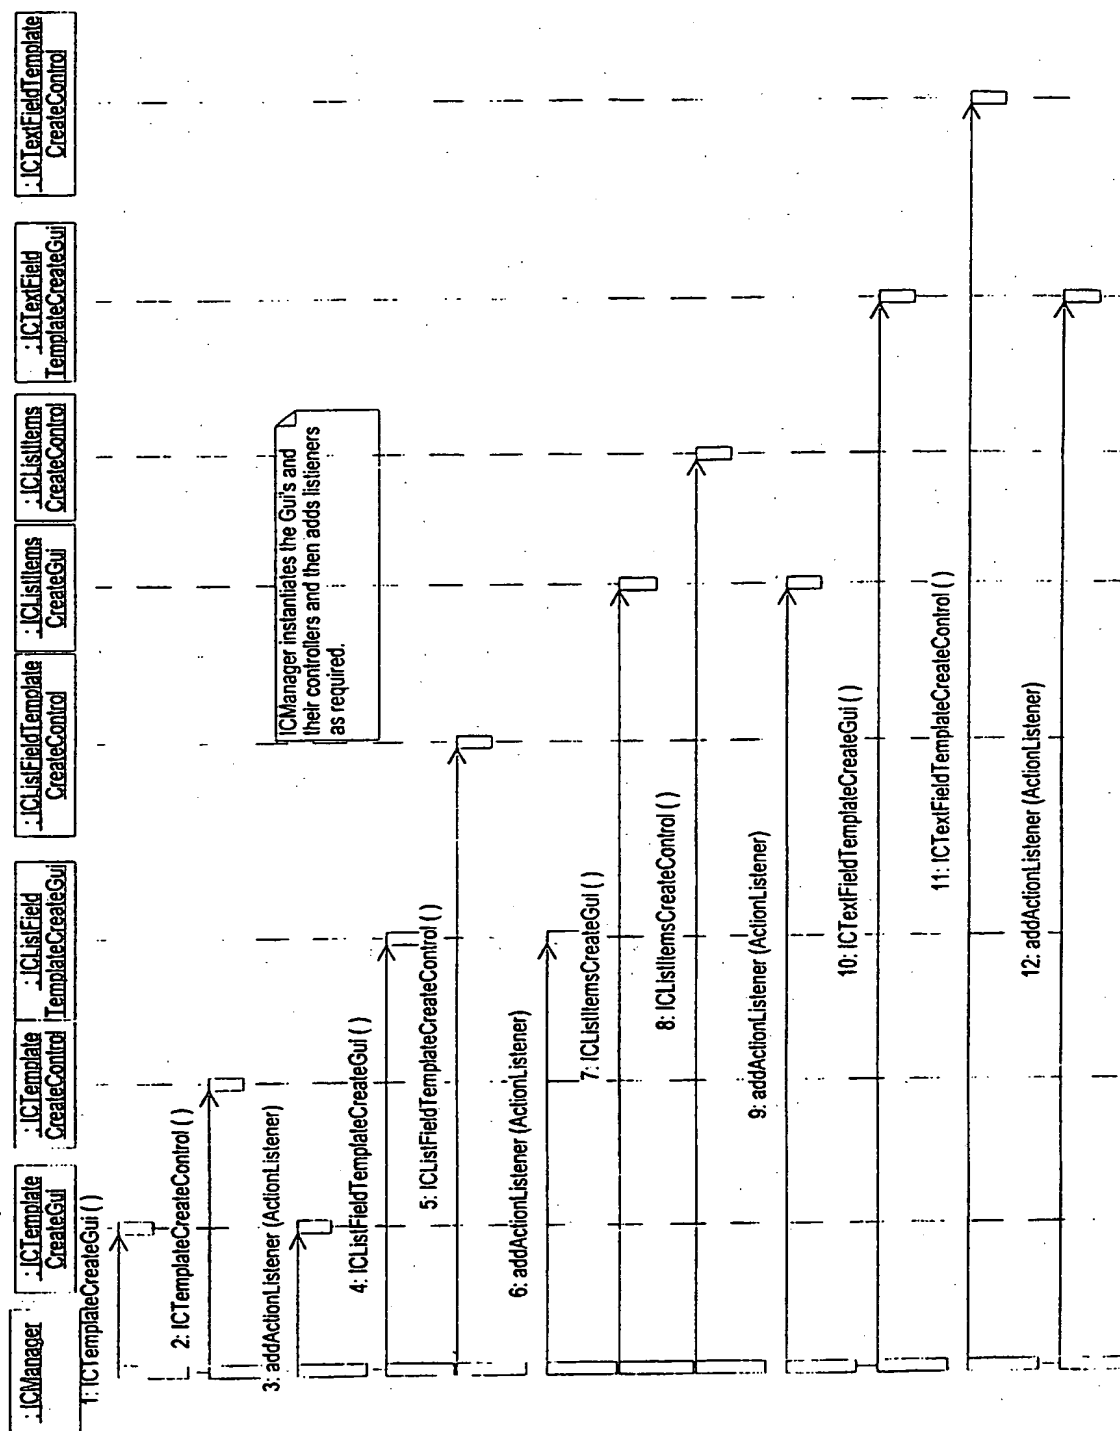 : ICManager
: ICTemplate
CreateGui
: ICTemplate
CreateControl
: ICListField
TemplateCreateGui
: ICListFieldTemplate
CreateControl
: ICListItems
CreateGui
: ICListItems
CreateControl
: ICTextField
TemplateCreateGui
: ICTextFieldTemplate
CreateControl
1: ICTemplateCreateGui ( )
2: ICTemplateCreateControl ( )
3: addActionListener (ActionListener)
ICManager instantiates the Gui's and
their controllers and then adds listieners
as required.
4: ICListFieldTemplateCreateGui ( )
5: ICListFieldTemplateCreateControl ( )
6: addActionListener (ActionListener)
7: ICListItemsCreateGui ( )
8: ICListItemsCreateControl ( )
9: addActionListener (ActionListener)
10: ICTextFieldTemplateCreateGui ( )
11: ICTextFieldTemplateCreateControl ( )
12: addActionListener (ActionListener)